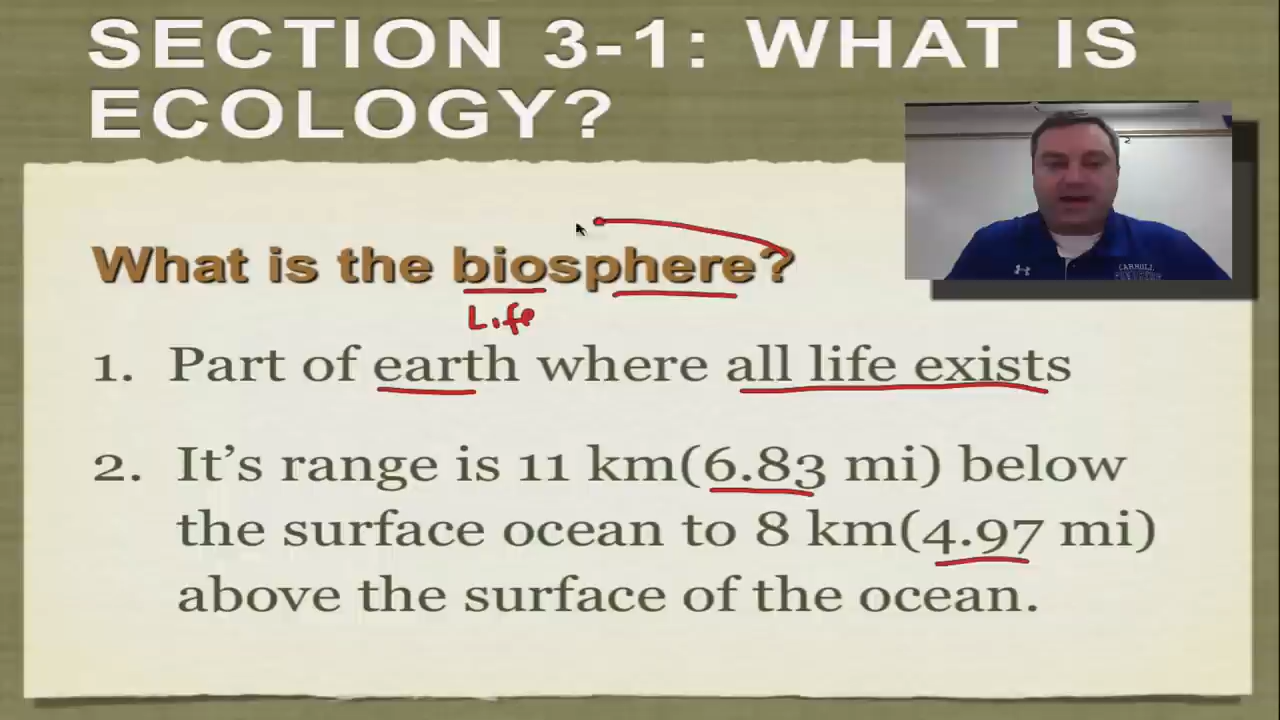 SECTION 3-1: WHAT IS
ECOLOGY?
What is the biosphere?
Life
1. Part of earth where all life exists
2. It's range is 11 km(6.83 mi) below
the surface ocean to 8 km(4.97 mi)
above the surface of the ocean.
CARROLL